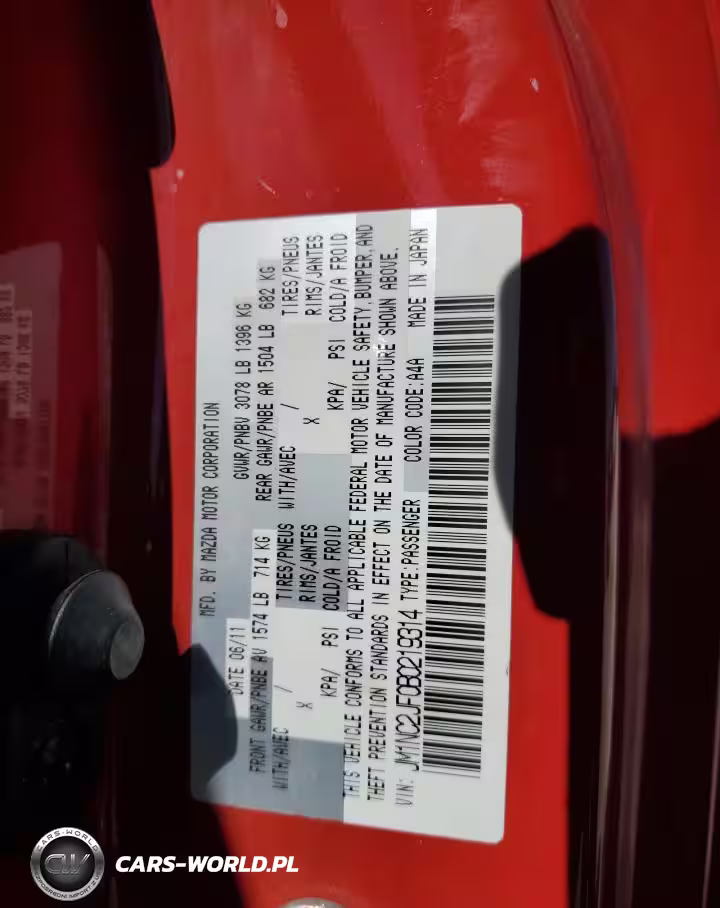 MFD. BY MAZDA MOTOR CORPORATION
DATE 06/11 GVWR/PNBV 3078 LB 1396 KG
FRONT GAWR/PNBE AV 1574 LB 714 KG REAR GAWR/PNBE AR 1504 LB 682 KG
WITH/AVEC / TIRES/PNEUS WITH/AVEC / TIRES/PNEUS
X RIMS/JANTES X RIMS/JANTES
KPA/ PSI COLD/A FROID KPA/ PSI COLD/A FROID
THIS VEHICLE CONFORMS TO ALL APPLICABLE FEDERAL MOTOR VEHICLE SAFETY, BUMPER, AND
THEFT PREVENTION STANDARDS IN EFFECT ON THE DATE OF MANUFACTURE SHOWN ABOVE.
VIN: JM1NC2JF0B0219314 TYPE:PASSENGER COLOR CODE:A4A MADE IN JAPAN
CARS-WORLD.PL
CARS-WORLD
CW